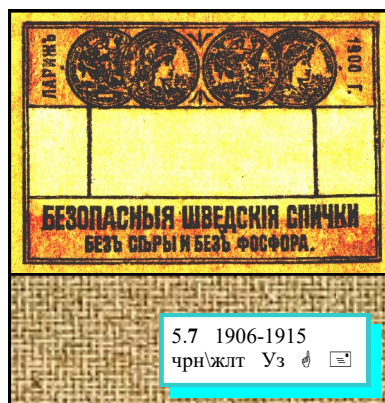 ПАРИЖЪ
1900 Г.
БЕЗОПАСНЫЯ ШВЕДСКІЯ СПИЧКИ
БЕЗЪ СѢРЫ И БЕЗЪ ФОСФОРА.
5.7 1906-1915
чрн\жлт Уз